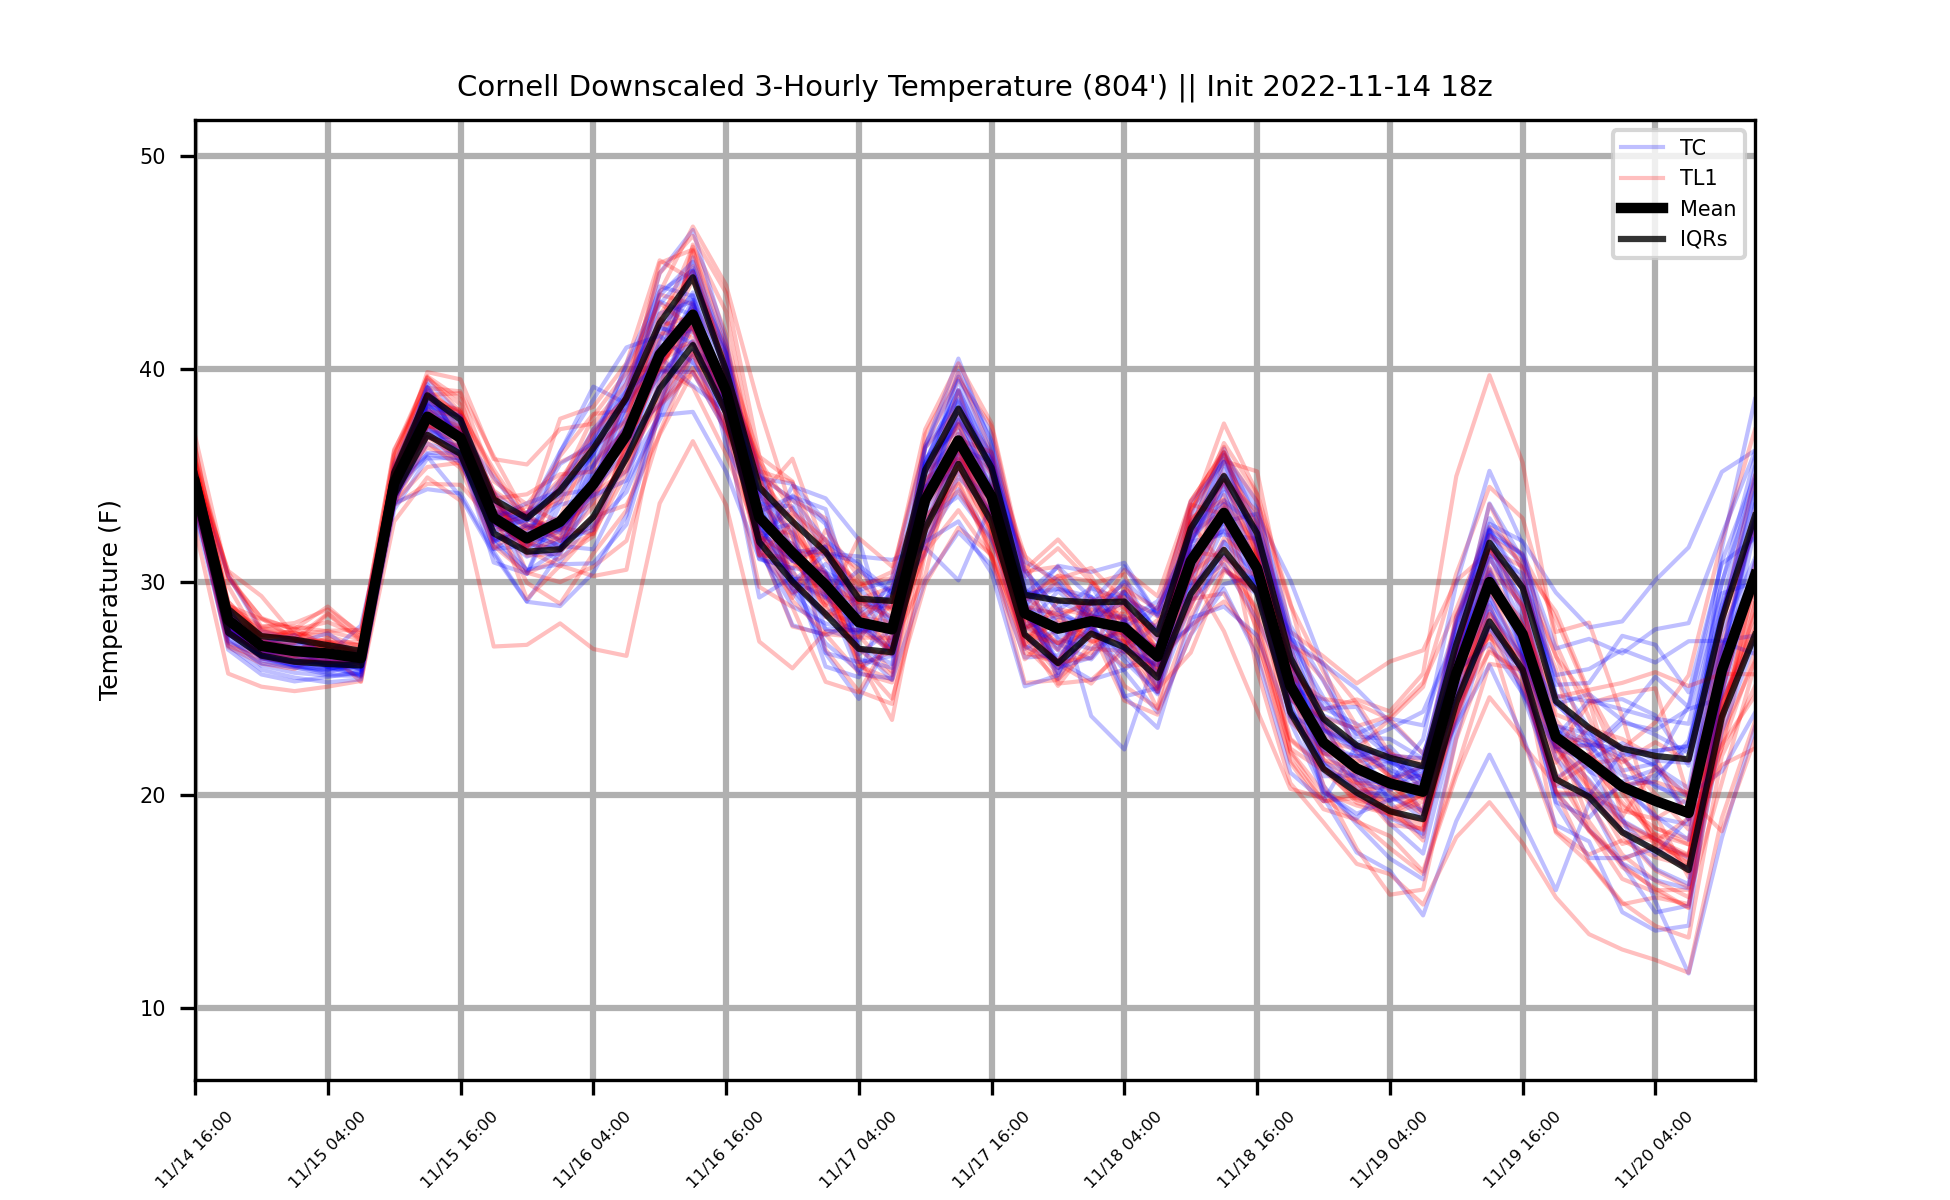 Cornell Downscaled 3-Hourly Temperature (804') || Init 2022-11-14 18z
TC
TL1
Mean
IQRs
Temperature (F)
50
40
30
20
10
11/14 16:00
11/15 04:00
11/15 16:00
11/16 04:00
11/16 16:00
11/17 04:00
11/17 16:00
11/18 04:00
11/18 16:00
11/19 04:00
11/19 16:00
11/20 04:00